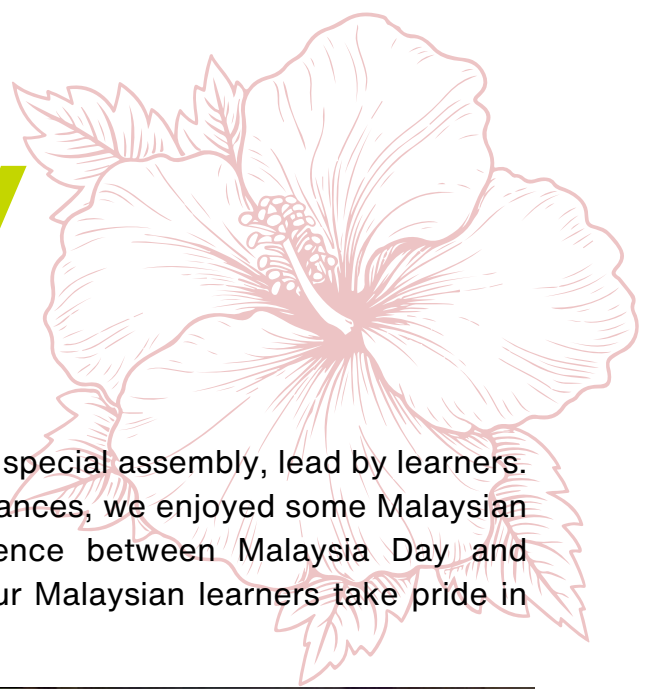 special assembly, lead by learners.
ances, we enjoyed some Malaysian
ence between Malaysia Day and
ur Malaysian learners take pride in